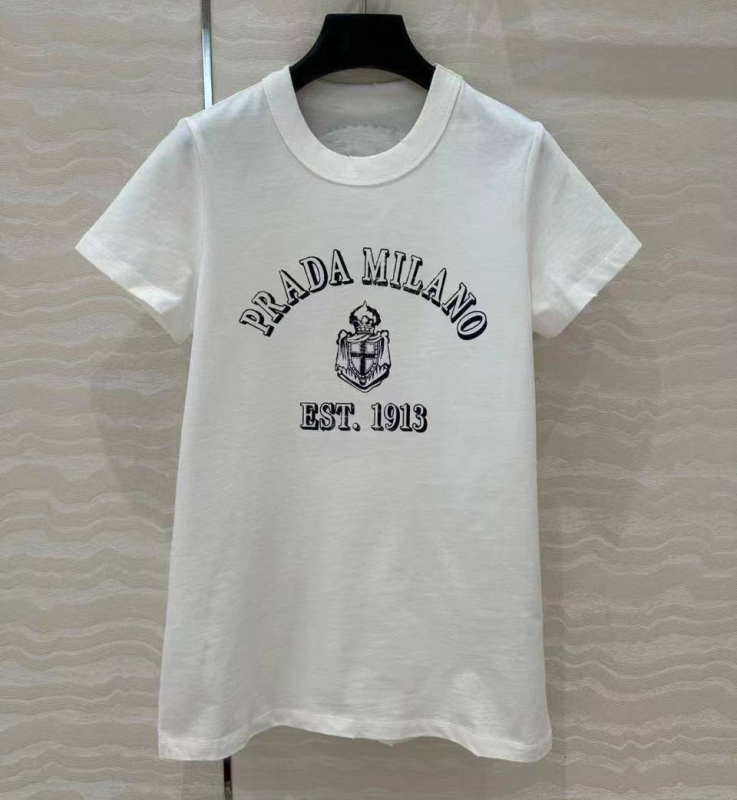 PRADA MILANO
EST. 1913